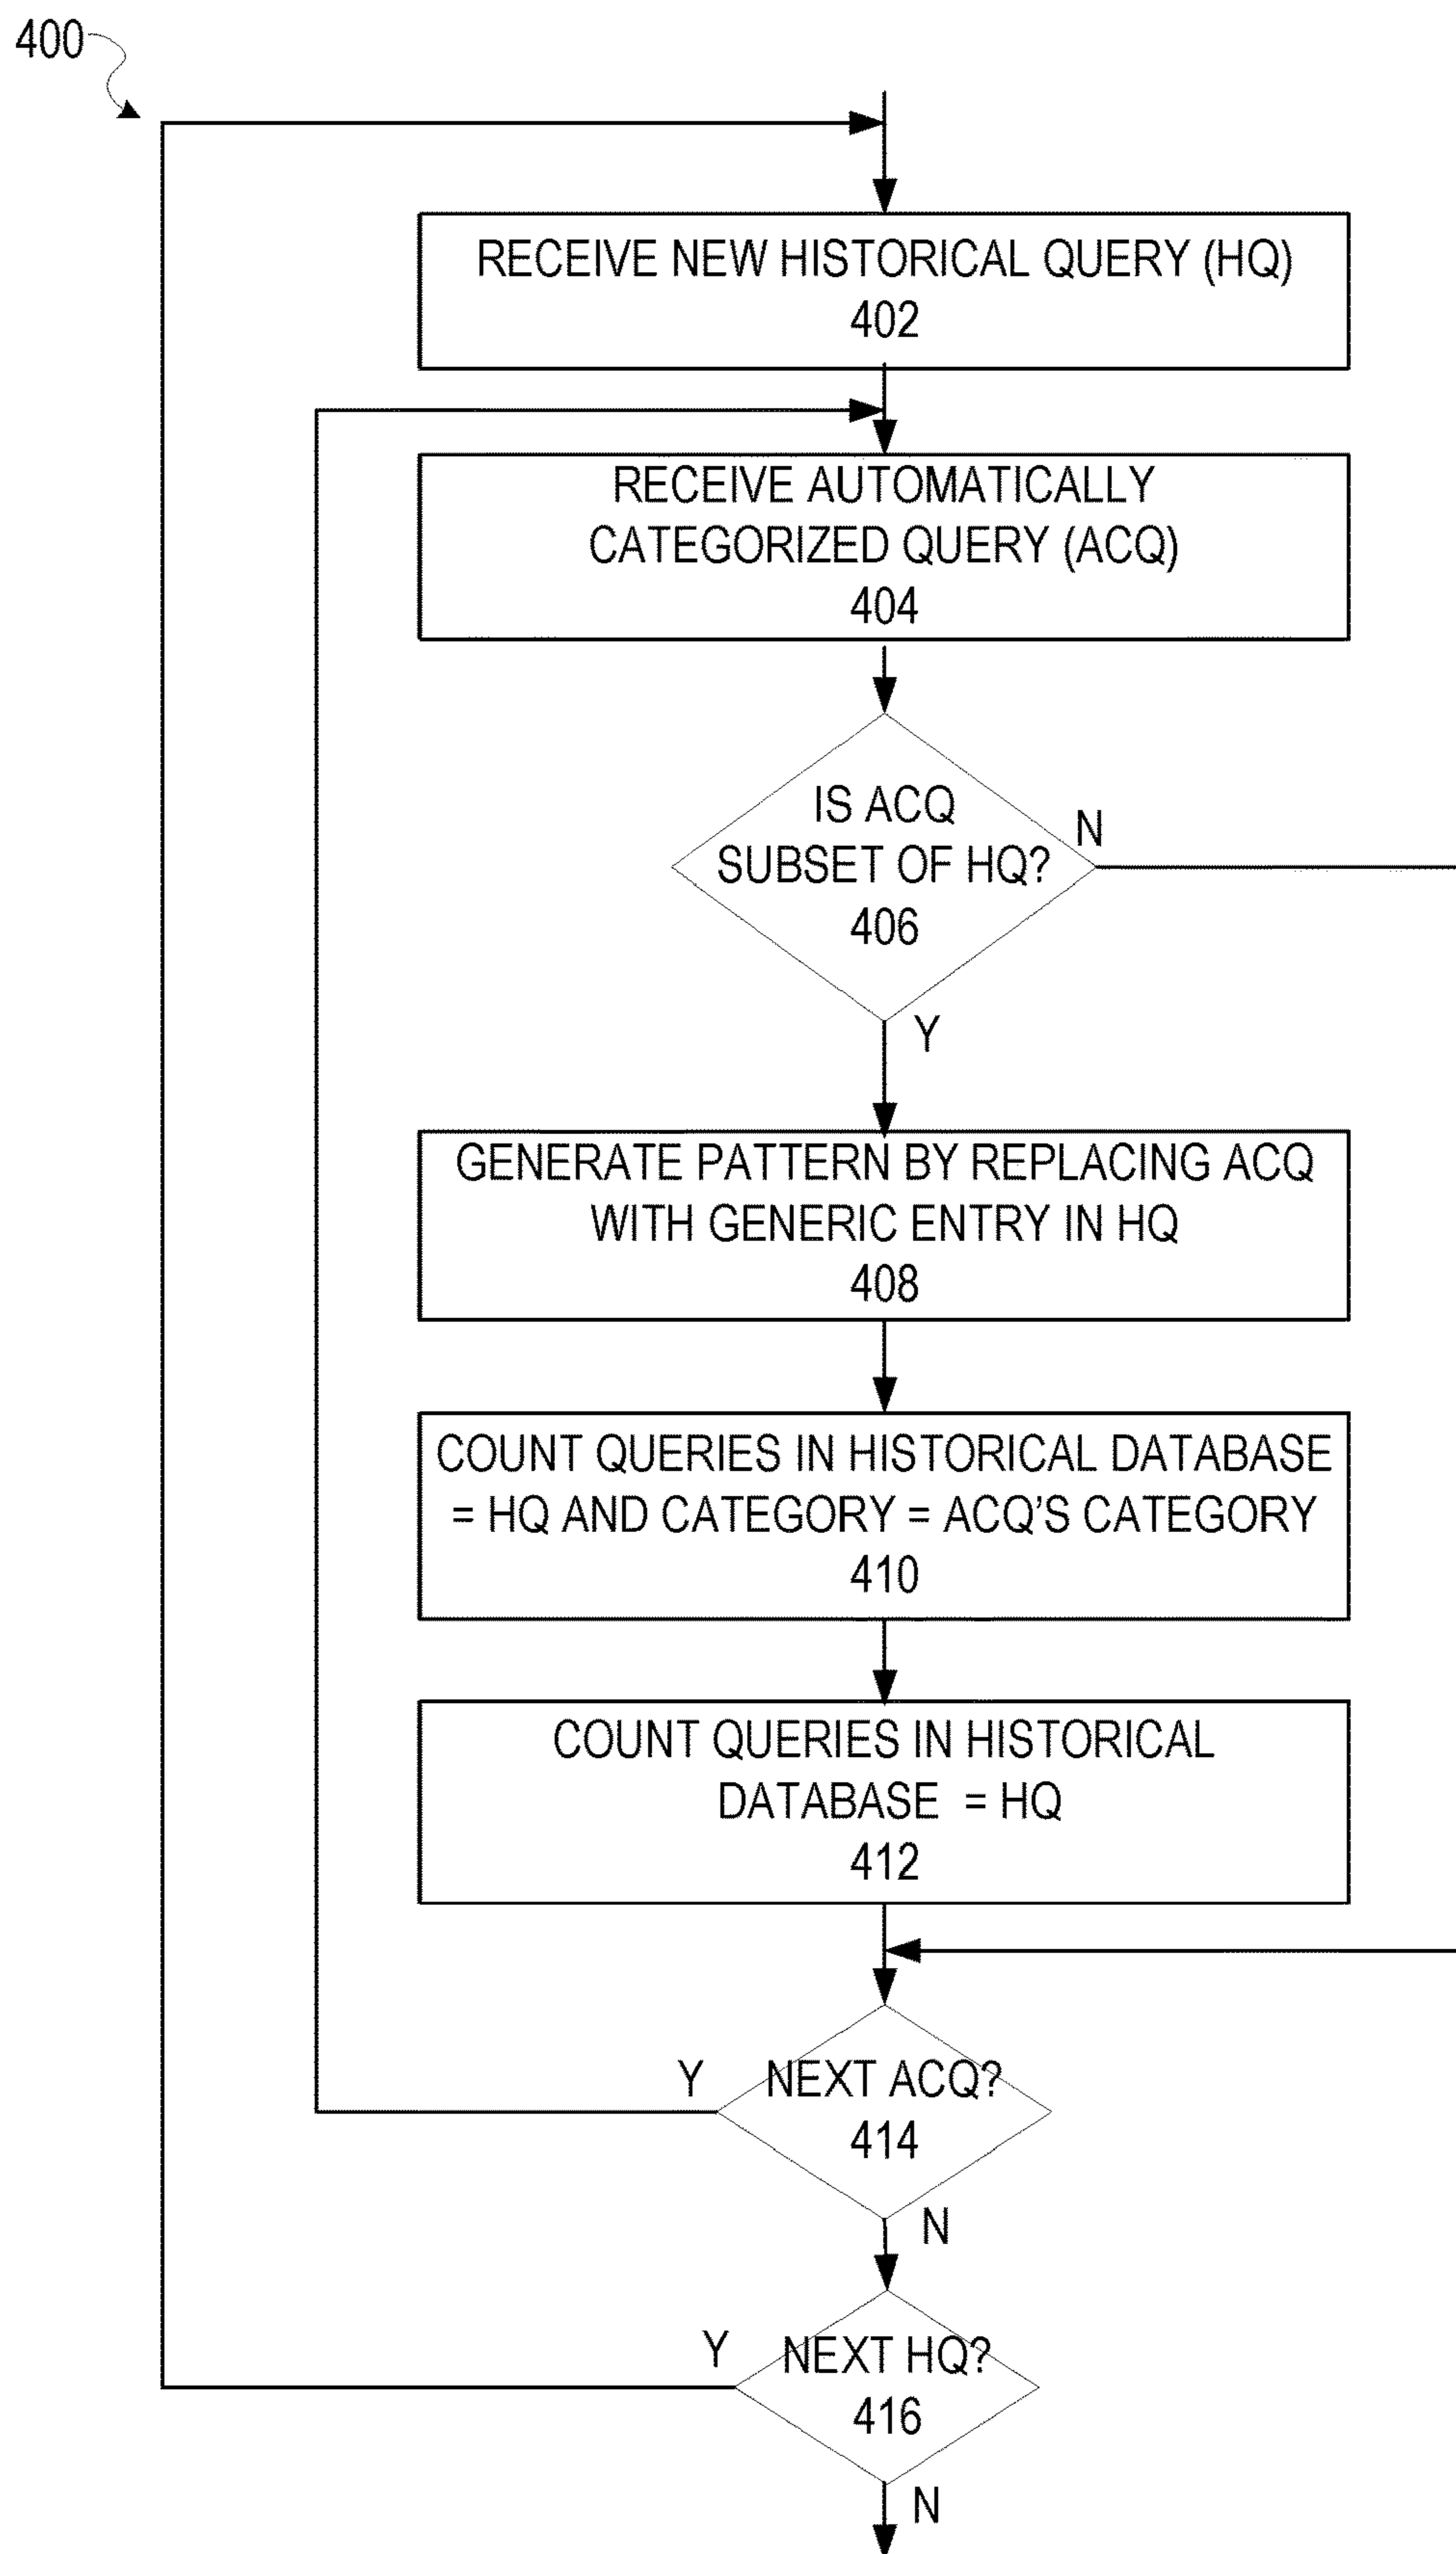 400
RECEIVE NEW HISTORICAL QUERY (HQ)
402
RECEIVE AUTOMATICALLY
CATEGORIZED QUERY (ACQ)
404
IS ACQ
SUBSET OF HQ?
406
N
Y
GENERATE PATTERN BY REPLACING ACQ
WITH GENERIC ENTRY IN HQ
408
COUNT QUERIES IN HISTORICAL DATABASE
= HQ AND CATEGORY = ACQ'S CATEGORY
410
COUNT QUERIES IN HISTORICAL
DATABASE = HQ
412
Y
NEXT ACQ?
414
N
Y
NEXT HQ?
416
N